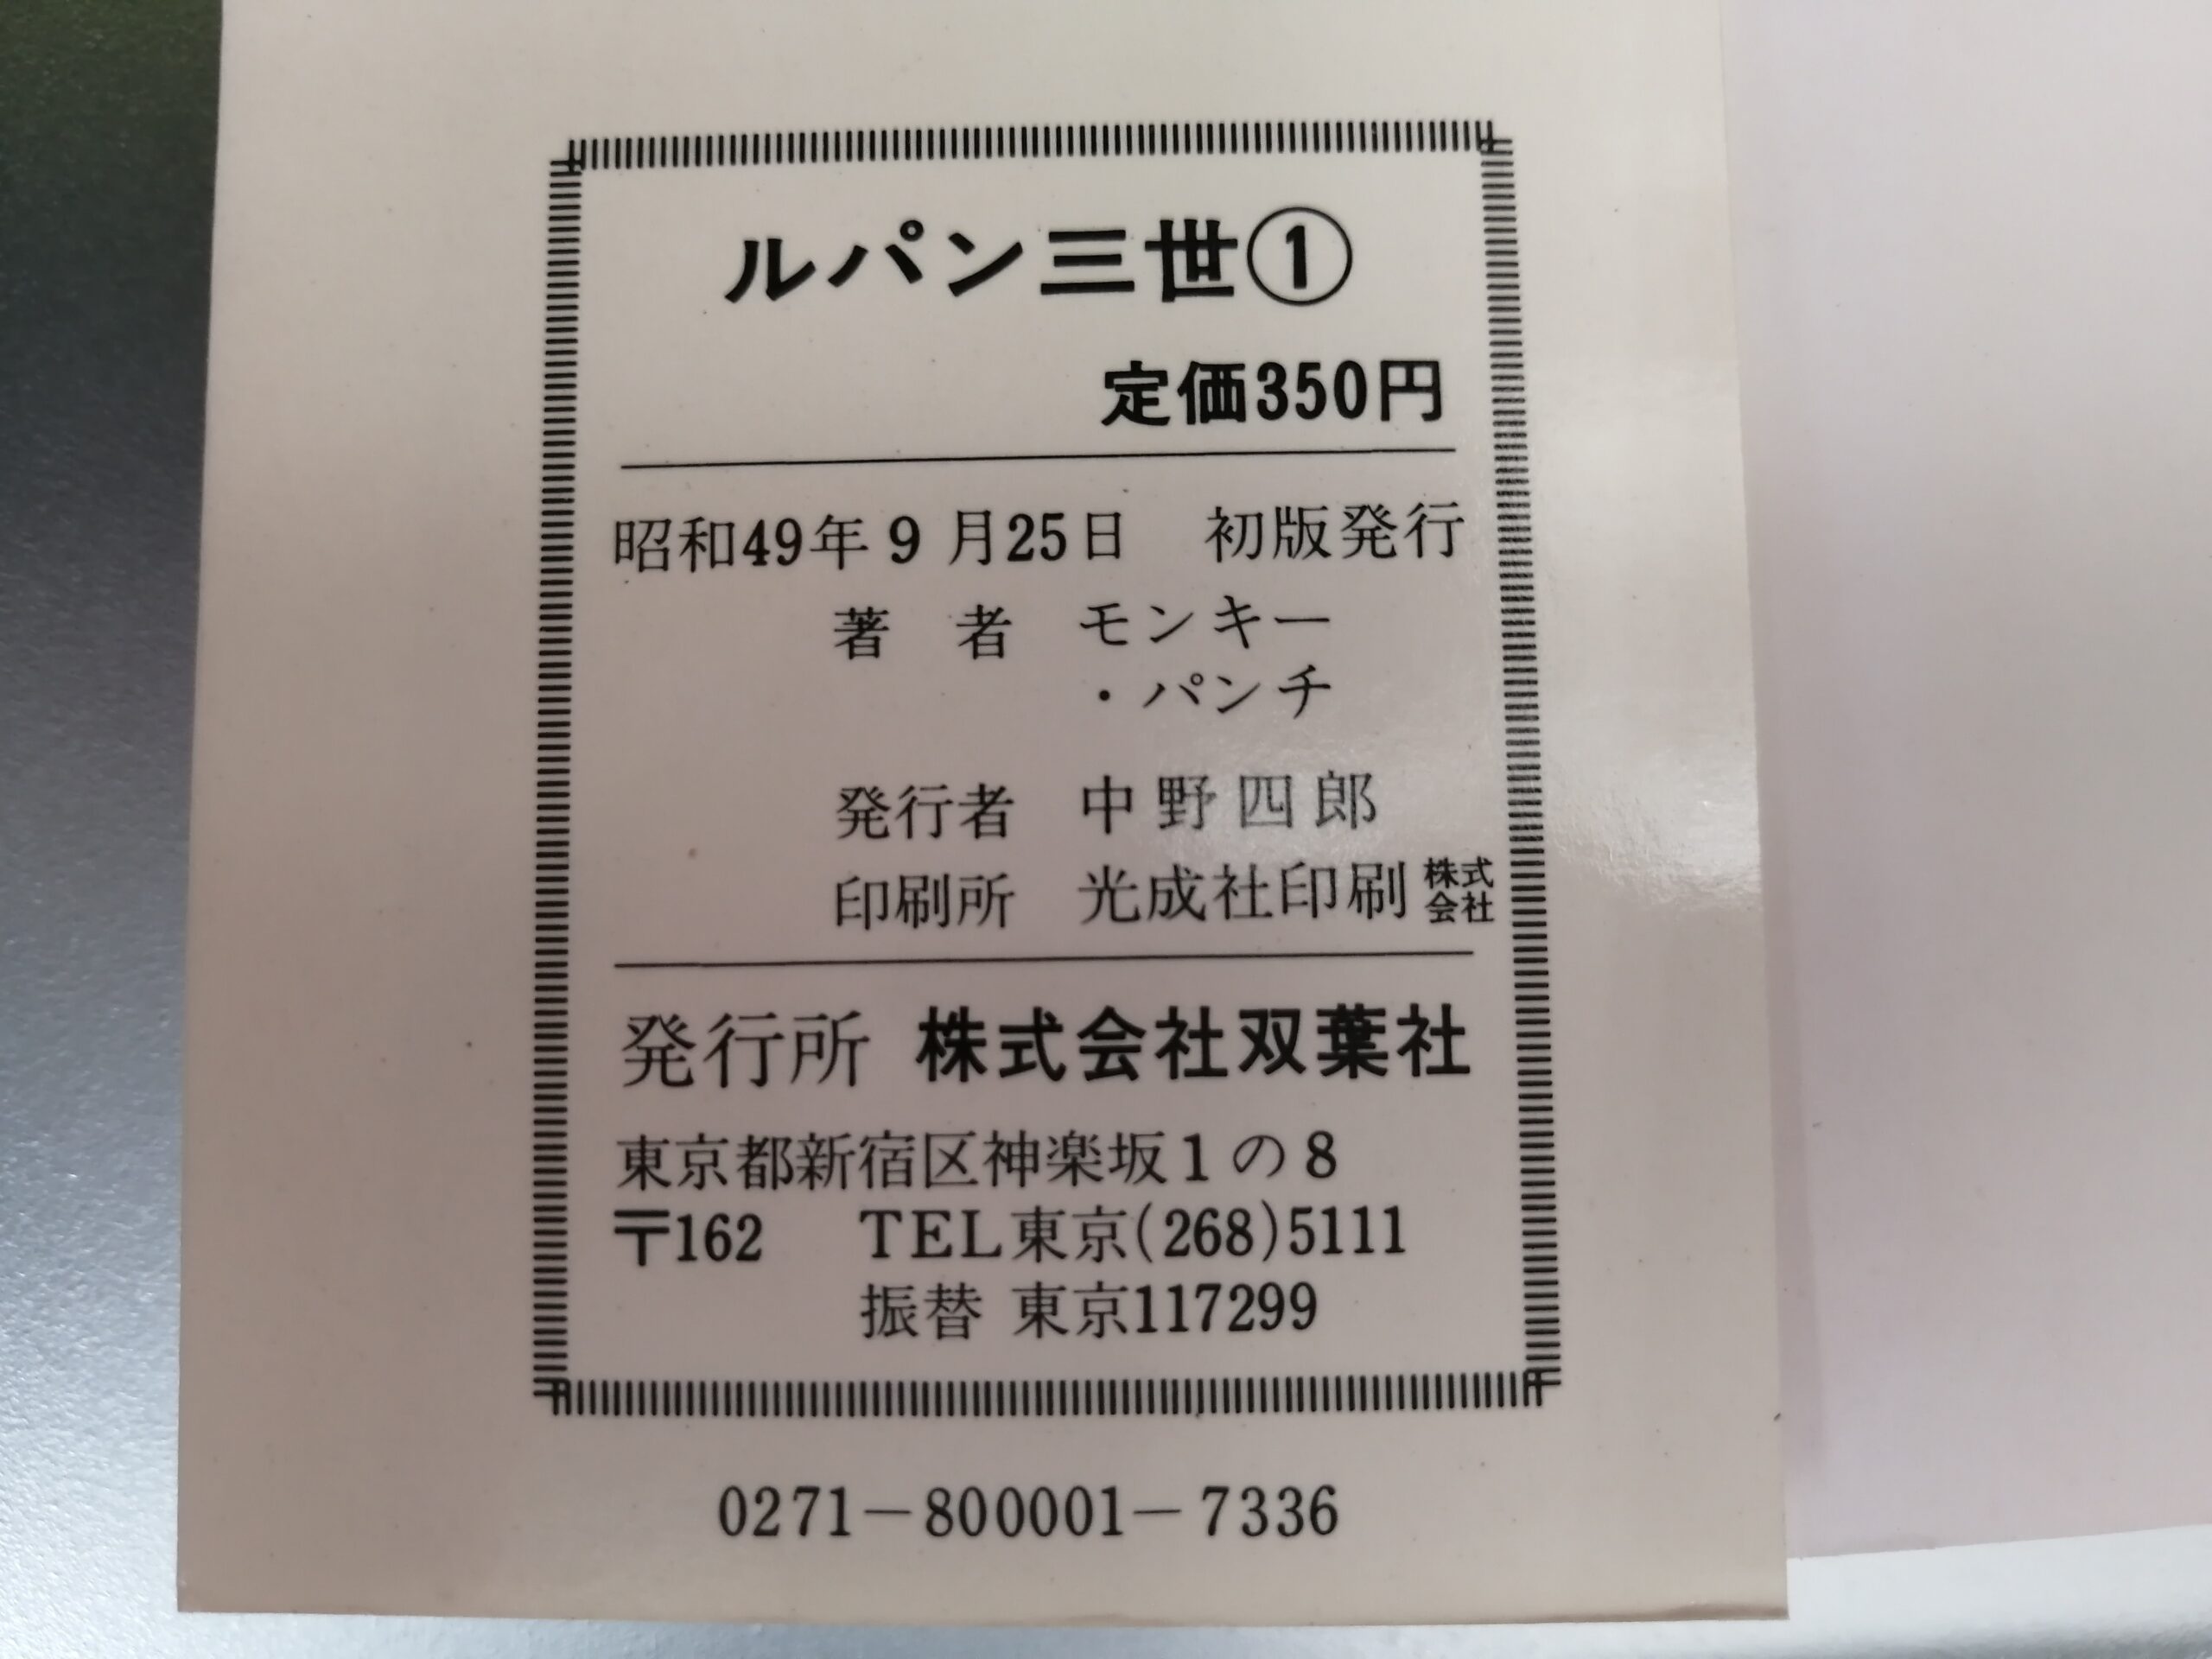 ルパン三世①
定価350円
昭和49年9月25日 初版発行
著者 モンキー
・パンチ
発行者 中野四郎
印刷所 光成社印刷株式会社
発行所 株式会社双葉社
東京都新宿区神楽坂1の8
〒162 TEL東京(268)5111
振替 東京117299
0271-800001-7336